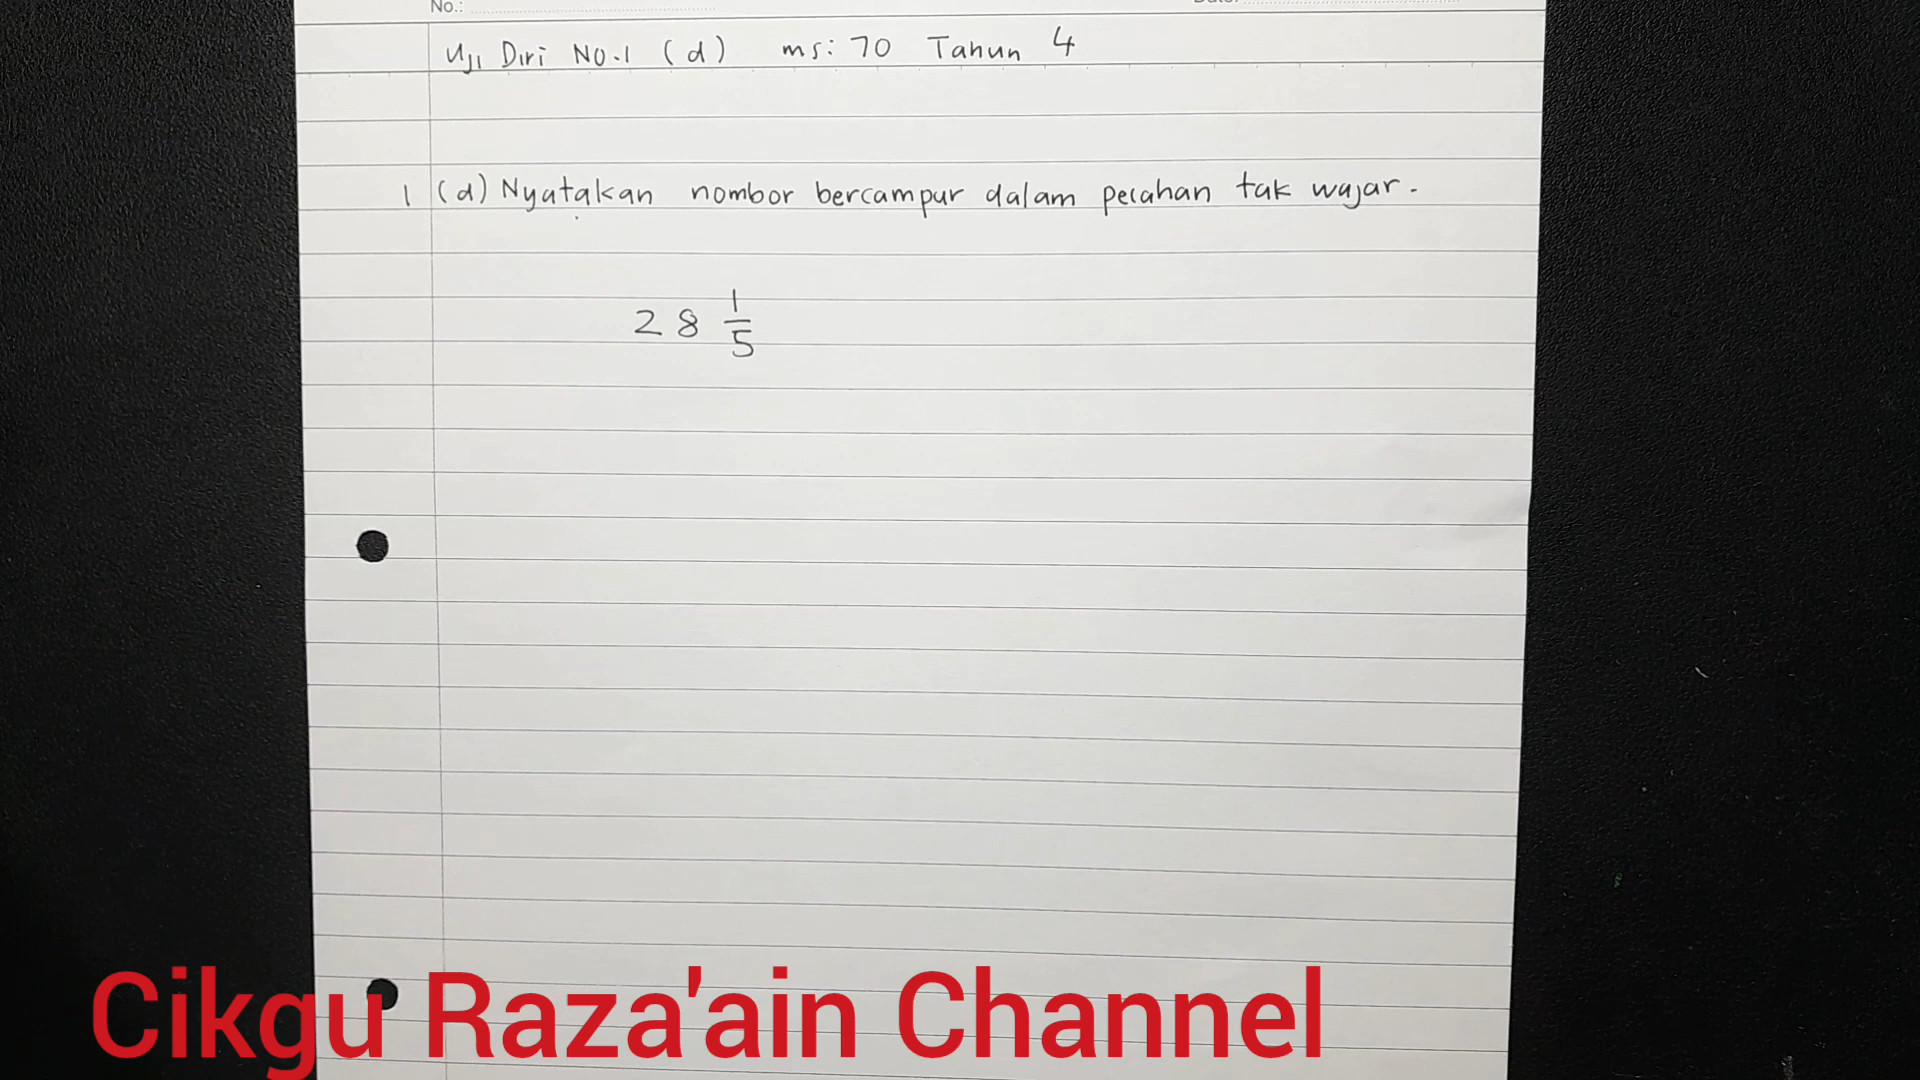 No.:
Uji Diri No.1 (d) ms: 70 Tahun 4
1 (d) Nyatakan nombor bercampur dalam pecahan tak wajar.
28 1/5
Cikgu Raza'ain Channel